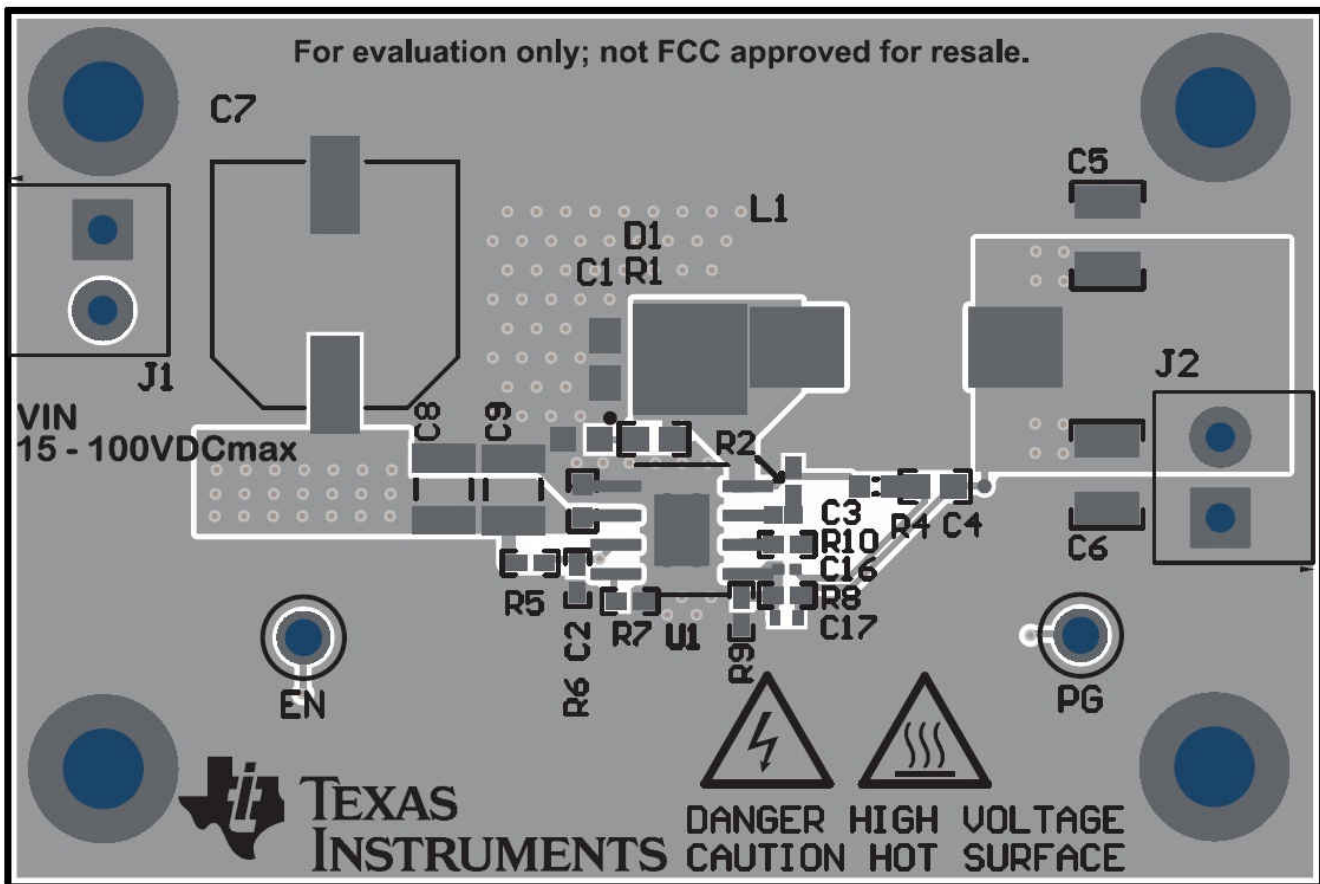 For evaluation only; not FCC approved for resale.
C7
C5
L1
D1
C1 R1
J1
J2
VIN
15 - 100VDCmax
C8
C9
R2
C3
R4
C4
C6
R10
C16
R5
R8
C2
R7
U1
R9
C17
R6
EN
PG
TEXAS
INSTRUMENTS
DANGER HIGH VOLTAGE
CAUTION HOT SURFACE